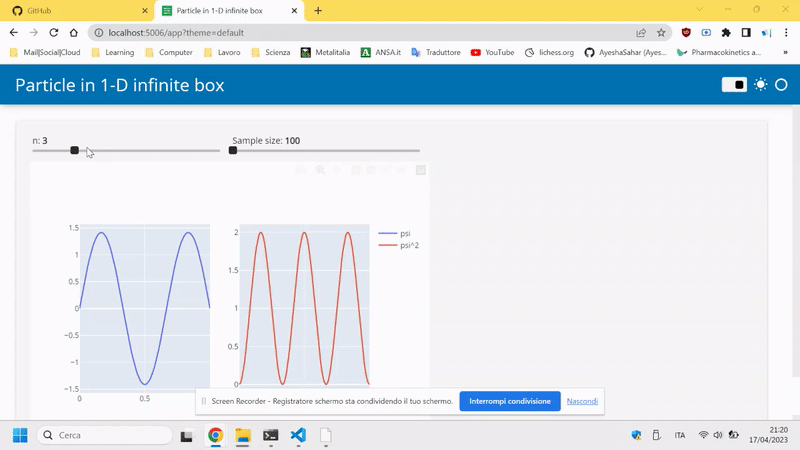 GitHub
Particle in 1-D infinite box
localhost:5006/app?theme=default
Mail|Social|Cloud Learning Computer Lavoro Scienza Metalitalia ANSA.it Traduttore YouTube lichess.org AyeshaSahar (Ayes... Pharmacokinetics a...
Particle in 1-D infinite box
n: 3 Sample size: 100
1.5
1
0.5
0
−0.5
−1
−1.5
0 0.5
2
1.5
1
0.5
0
psi
psi^2
Screen Recorder - Registratore schermo sta condividendo il tuo schermo. Interrompi condivisione Nascondi
Cerca
ITA
21:20
17/04/2023